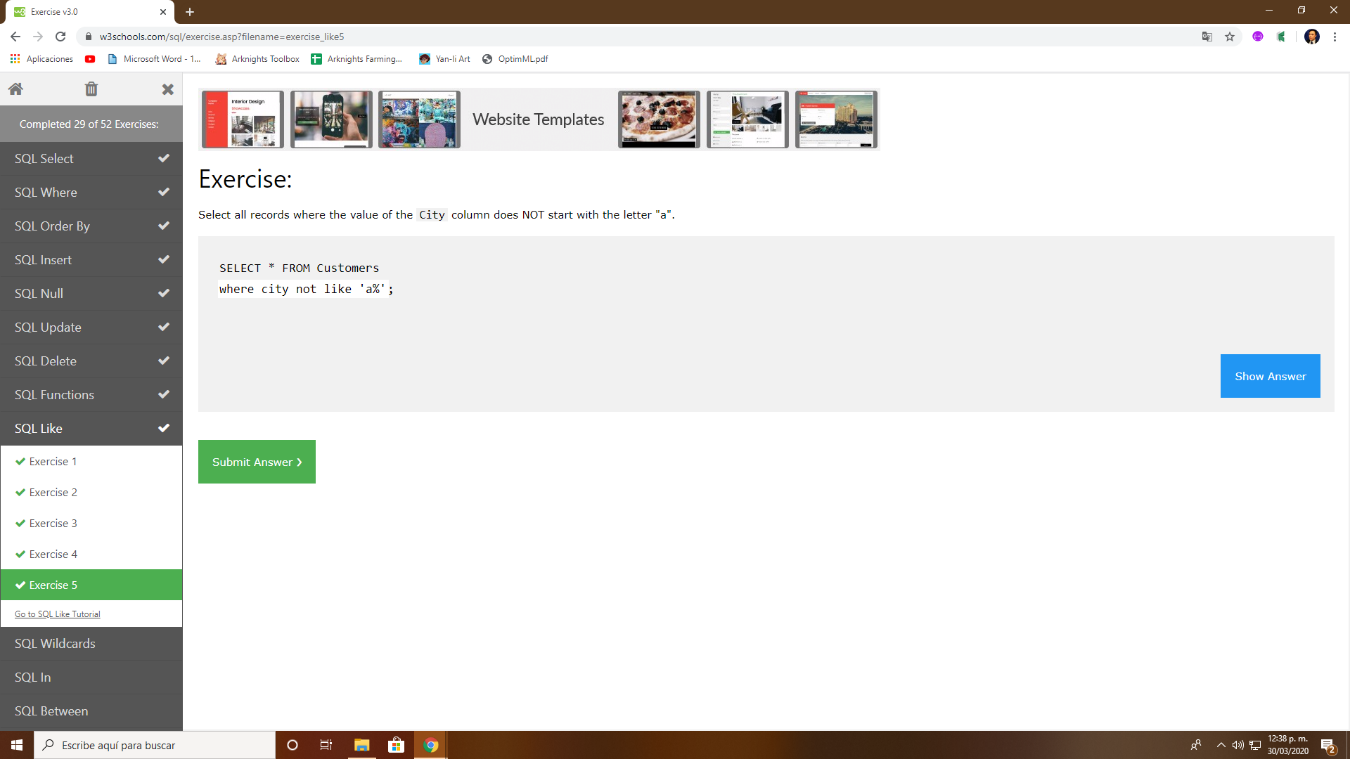 Exercise v3.0
w3schools.com/sql/exercise.asp?filename=exercise_like5
Aplicaciones
Microsoft Word - 1...
Arknights Toolbox
Arknights Farming...
Yan-li Art
OptimML.pdf
Completed 29 of 52 Exercises:
SQL Select
SQL Where
SQL Order By
SQL Insert
SQL Null
SQL Update
SQL Delete
SQL Functions
SQL Like
Exercise 1
Exercise 2
Exercise 3
Exercise 4
Exercise 5
Go to SQL Like Tutorial
SQL Wildcards
SQL In
SQL Between
Interior Design
Website Templates
Exercise:
Select all records where the value of the City column does NOT start with the letter "a".
SELECT * FROM Customers
where city not like 'a%';
Show Answer
Submit Answer ❯
Escribe aquí para buscar
12:38 p. m.
30/03/2020
2